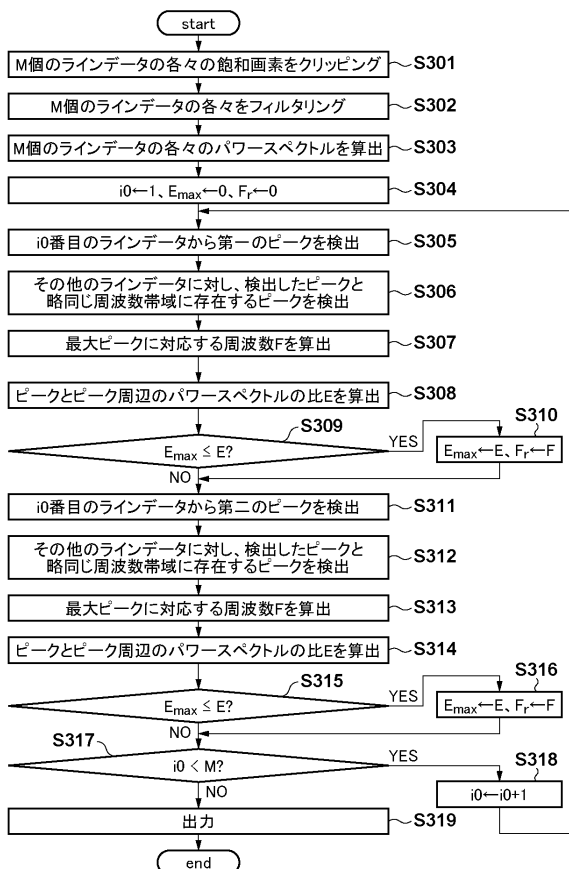 start
M個のラインデータの各々の飽和画素をクリッピング
S301
M個のラインデータの各々をフィルタリング
S302
M個のラインデータの各々のパワースペクトルを算出
S303
i0←1、Emax←0、Fr←0
S304
i0番目のラインデータから第一のピークを検出
S305
その他のラインデータに対し、検出したピークと
略同じ周波数帯域に存在するピークを検出
S306
最大ピークに対応する周波数Fを算出
S307
ピークとピーク周辺のパワースペクトルの比Eを算出
S308
S309
Emax ≤ E?
YES
NO
S310
Emax←E、Fr←F
i0番目のラインデータから第二のピークを検出
S311
その他のラインデータに対し、検出したピークと
略同じ周波数帯域に存在するピークを検出
S312
最大ピークに対応する周波数Fを算出
S313
ピークとピーク周辺のパワースペクトルの比Eを算出
S314
S315
Emax ≤ E?
YES
NO
S316
Emax←E、Fr←F
S317
i0 < M?
YES
NO
S318
i0←i0+1
出力
S319
end